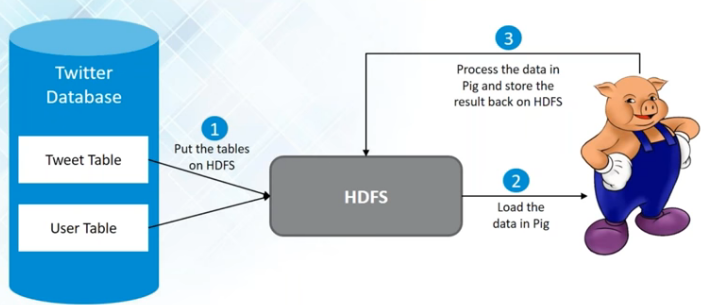 Twitter
Database
Tweet Table
User Table
1
Put the tables
on HDFS
HDFS
2
Load the
data in Pig
3
Process the data in
Pig and store the
result back on HDFS